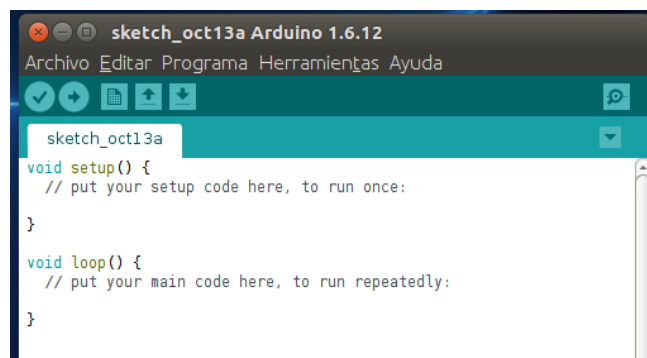 sketch_oct13a Arduino 1.6.12
Archivo Editar Programa Herramientas Ayuda
sketch_oct13a
void setup() {
  // put your setup code here, to run once:
}
void loop() {
  // put your main code here, to run repeatedly:
}